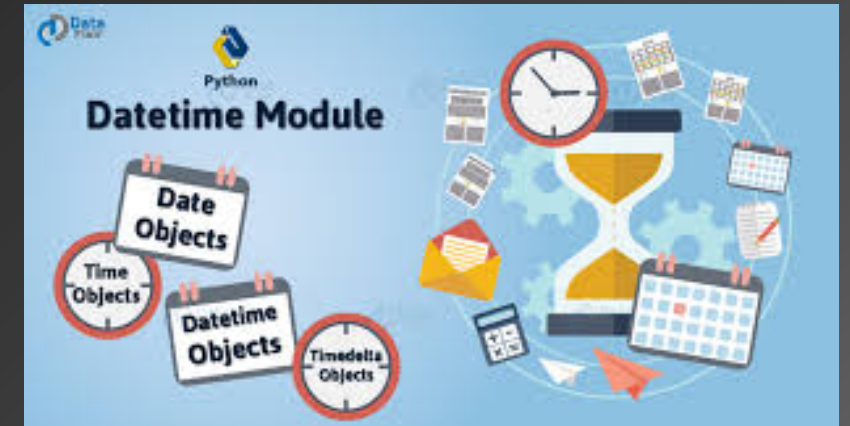 Data
Flair
Python
Datetime Module
Date
Objects
Time
Objects
Datetime
Objects
Timedelta
Objects